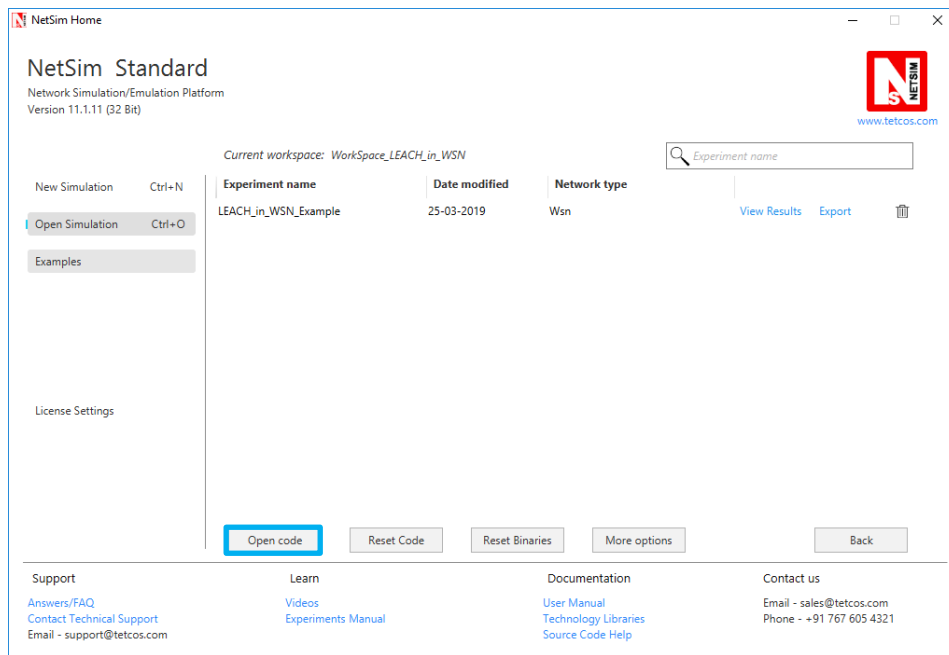 NetSim Home
NetSim Standard
Network Simulation/Emulation Platform
Version 11.1.11 (32 Bit)
NETSIM
www.tetcos.com
Current workspace: WorkSpace_LEACH_in_WSN
Experiment name
New Simulation Ctrl+N
Open Simulation Ctrl+O
Examples
License Settings
Experiment name Date modified Network type
LEACH_in_WSN_Example 25-03-2019 Wsn View Results Export
Open code Reset Code Reset Binaries More options Back
Support
Answers/FAQ
Contact Technical Support
Email - support@tetcos.com
Learn
Videos
Experiments Manual
Documentation
User Manual
Technology Libraries
Source Code Help
Contact us
Email - sales@tetcos.com
Phone - +91 767 605 4321